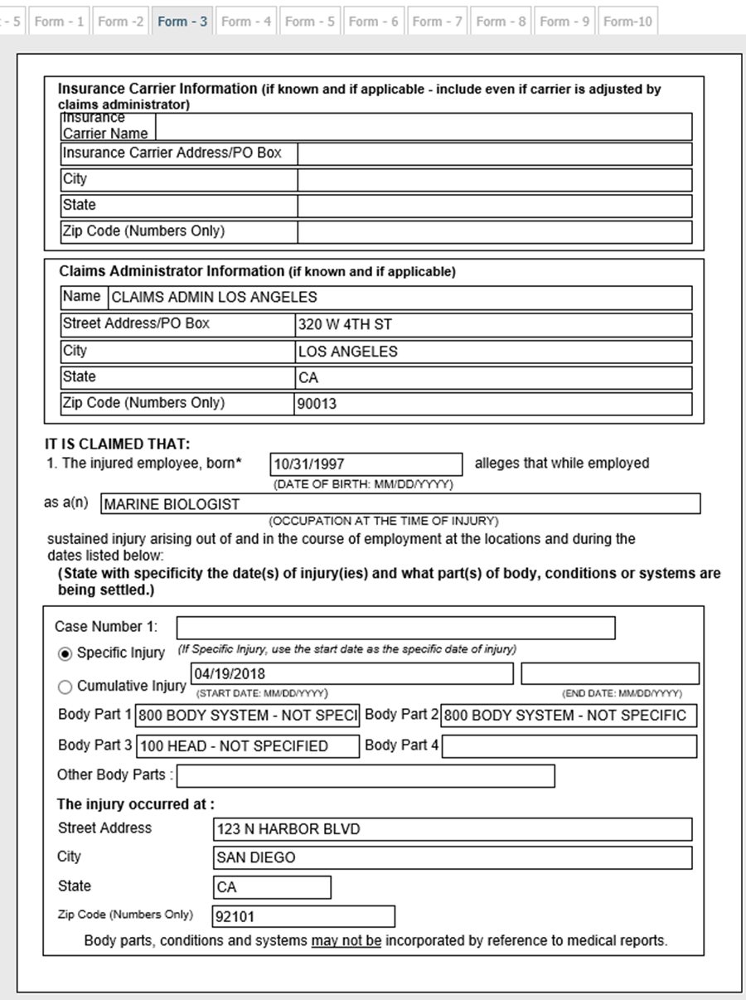 - 5 Form - 1 Form -2 Form - 3 Form - 4 Form - 5 Form - 6 Form - 7 Form - 8 Form - 9 Form-10
Insurance Carrier Information (if known and if applicable - include even if carrier is adjusted by
claims administrator)
Insurance
Carrier Name
Insurance Carrier Address/PO Box
City
State
Zip Code (Numbers Only)
Claims Administrator Information (if known and if applicable)
Name CLAIMS ADMIN LOS ANGELES
Street Address/PO Box 320 W 4TH ST
City LOS ANGELES
State CA
Zip Code (Numbers Only) 90013
IT IS CLAIMED THAT:
1. The injured employee, born* 10/31/1997 alleges that while employed
(DATE OF BIRTH: MM/DD/YYYY)
as a(n) MARINE BIOLOGIST
(OCCUPATION AT THE TIME OF INJURY)
sustained injury arising out of and in the course of employment at the locations and during the
dates listed below:
(State with specificity the date(s) of injury(ies) and what part(s) of body, conditions or systems are
being settled.)
Case Number 1:
Specific Injury (If Specific Injury, use the start date as the specific date of injury)
04/19/2018
Cumulative Injury (START DATE: MM/DD/YYYY) (END DATE: MM/DD/YYYY)
Body Part 1 800 BODY SYSTEM - NOT SPECI Body Part 2 800 BODY SYSTEM - NOT SPECIFIC
Body Part 3 100 HEAD - NOT SPECIFIED Body Part 4
Other Body Parts :
The injury occurred at :
Street Address 123 N HARBOR BLVD
City SAN DIEGO
State CA
Zip Code (Numbers Only) 92101
Body parts, conditions and systems may not be incorporated by reference to medical reports.